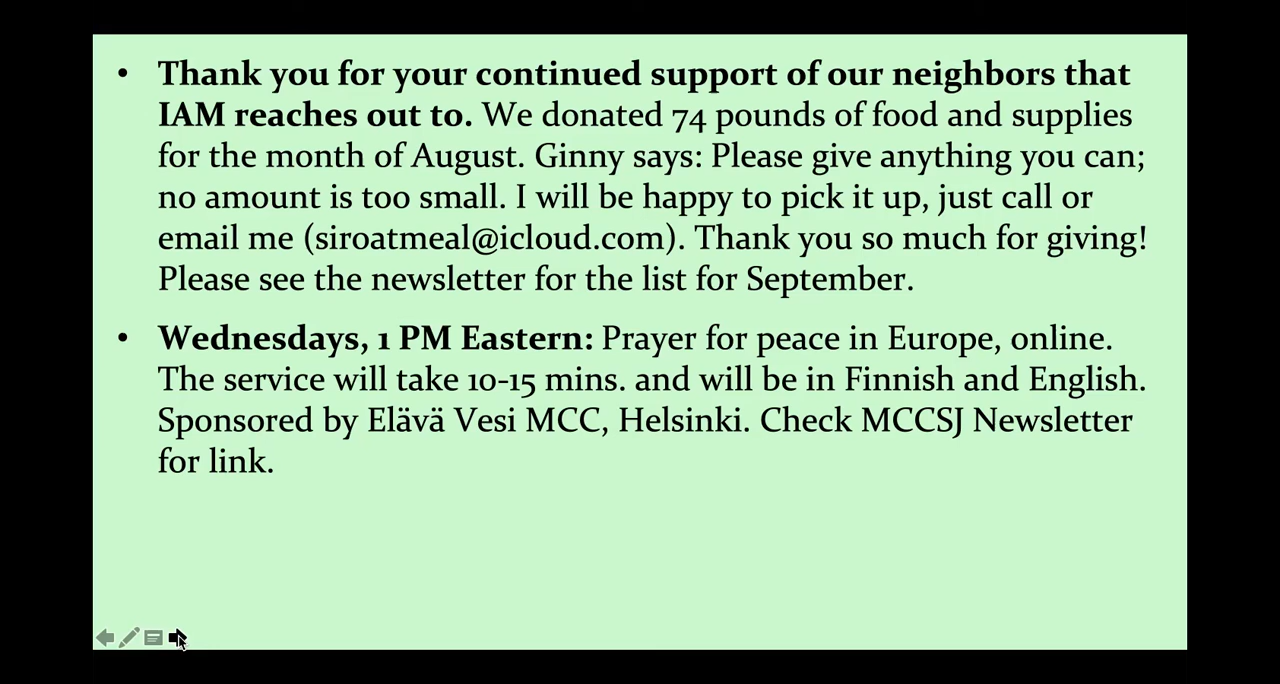 • Thank you for your continued support of our neighbors that
IAM reaches out to. We donated 74 pounds of food and supplies
for the month of August. Ginny says: Please give anything you can;
no amount is too small. I will be happy to pick it up, just call or
email me (siroatmeal@icloud.com). Thank you so much for giving!
Please see the newsletter for the list for September.
• Wednesdays, 1 PM Eastern: Prayer for peace in Europe, online.
The service will take 10-15 mins. and will be in Finnish and English.
Sponsored by Elävä Vesi MCC, Helsinki. Check MCCSJ Newsletter
for link.